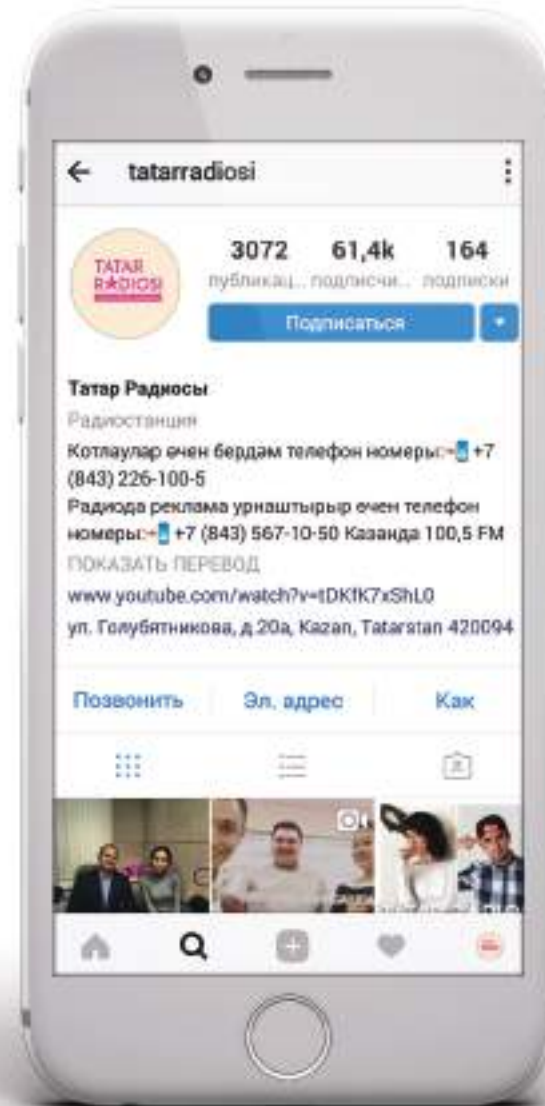 tatarradiosi
TATAR
RADIOSI
3072 61,4k 164
публикац... подписчи... подписки
Подписаться
Татар Радиосы
Радиостанция
Котлаулар өчен бердәм телефон номеры: +7
(843) 226-100-5
Радиода реклама урнаштырыр өчен телефон
номеры: +7 (843) 567-10-50 Казанда 100,5 FM
ПОКАЗАТЬ ПЕРЕВОД
www.youtube.com/watch?v=tDKfK7xShL0
ул. Голубятникова, д.20а, Kazan, Tatarstan 420094
Позвонить Эл. адрес Как